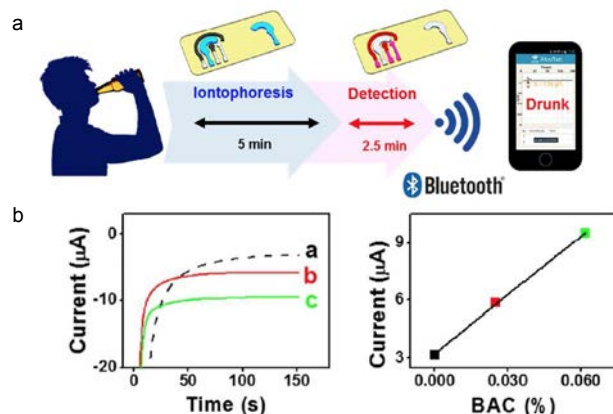 a
Iontophoresis
Detection
5 min
2.5 min
Drunk
Bluetooth®
b
0
-10
-20
Current (µA)
a
b
c
0
50
100
150
Time (s)
9
6
3
Current (µA)
0.000
0.030
0.060
BAC (%)